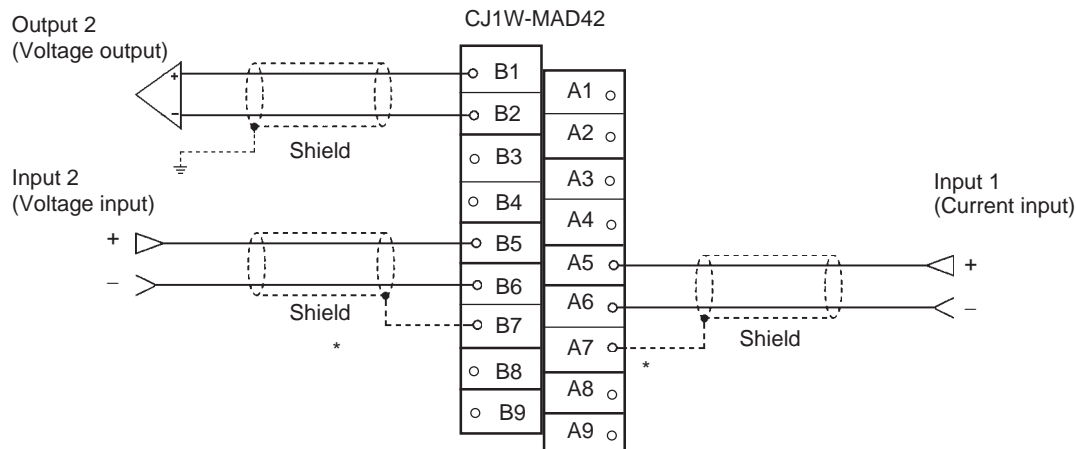 CJ1W-MAD42
Output 2
(Voltage output)
+
−
Shield
Input 2
(Voltage input)
+
−
Shield
*
B1
B2
B3
B4
B5
B6
B7
B8
B9
A1
A2
A3
A4
A5
A6
A7
A8
A9
Input 1
(Current input)
+
−
Shield
*